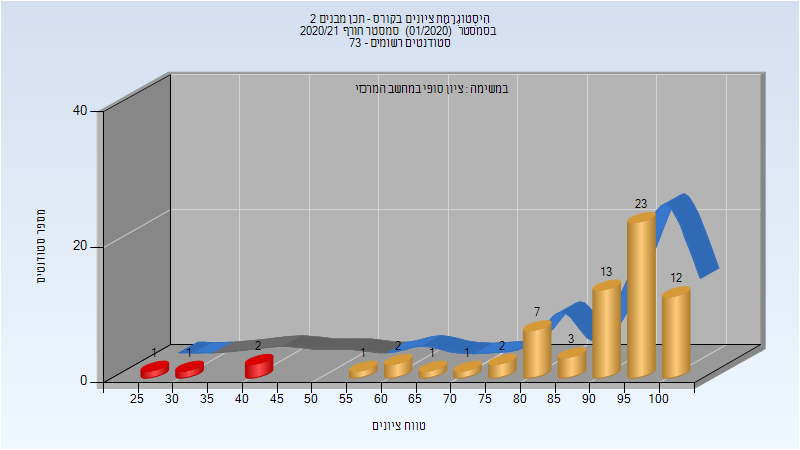 היסטוגרמת ציונים בקורס - תכן מבנים 2
בסמסטר (01/2020) סמסטר חורף 2020/21
סטודנטים רשומים - 73
במשימה : ציון סופי במחשב המרכזי
מספר סטודנטים
40
20
0
1 1 2 1 2 1 1 2 7 3 13 23 12
25 30 35 40 45 50 55 60 65 70 75 80 85 90 95 100
טווח ציונים